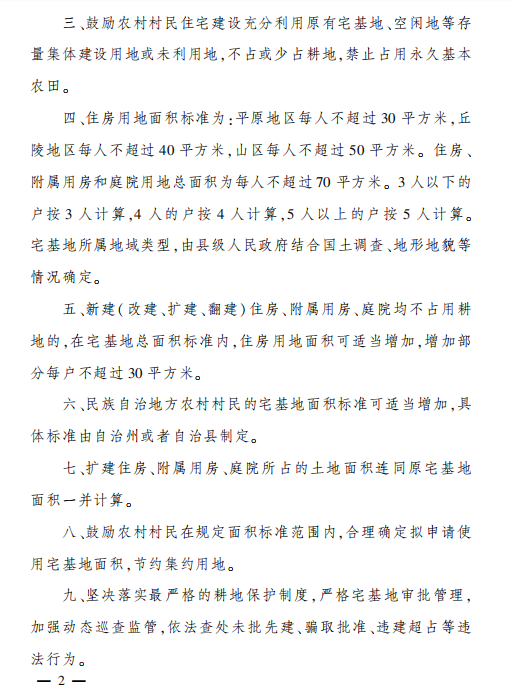 三、鼓励农村村民住宅建设充分利用原有宅基地、空闲地等存
量集体建设用地或未利用地,不占或少占耕地,禁止占用永久基本
农田。
四、住房用地面积标准为:平原地区每人不超过 30 平方米,丘
陵地区每人不超过 40 平方米,山区每人不超过 50 平方米。住房、
附属用房和庭院用地总面积为每人不超过 70 平方米。3 人以下的
户按 3 人计算,4 人的户按 4 人计算,5 人以上的户按 5 人计算。
宅基地所属地域类型,由县级人民政府结合国土调查、地形地貌等
情况确定。
五、新建(改建、扩建、翻建)住房、附属用房、庭院均不占用耕
地的,在宅基地总面积标准内,住房用地面积可适当增加,增加部
分每户不超过 30 平方米。
六、民族自治地方农村村民的宅基地面积标准可适当增加,具
体标准由自治州或者自治县制定。
七、扩建住房、附属用房、庭院所占的土地面积连同原宅基地
面积一并计算。
八、鼓励农村村民在规定面积标准范围内,合理确定拟申请使
用宅基地面积,节约集约用地。
九、坚决落实最严格的耕地保护制度,严格宅基地审批管理,
加强动态巡查监管,依法查处未批先建、骗取批准、违建超占等违
法行为。
— 2 —